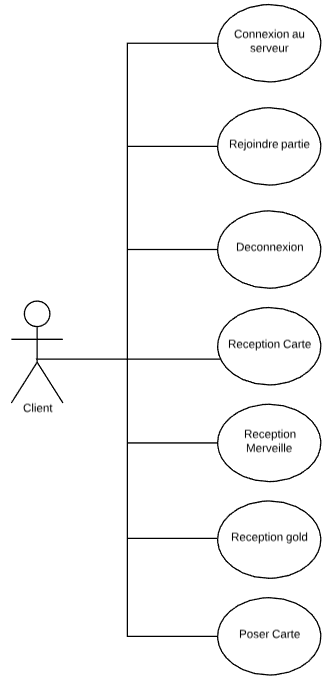 Connexion au
serveur
Rejoindre partie
Deconnexion
Reception Carte
Client
Reception
Merveille
Reception gold
Poser Carte